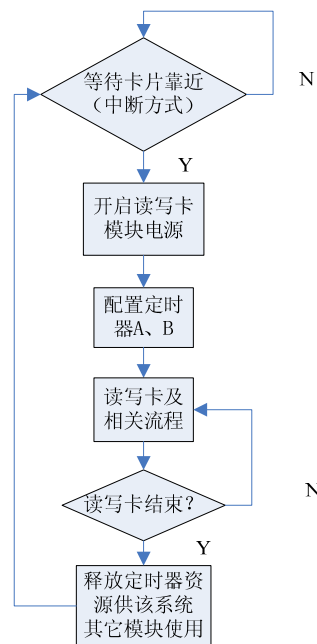 等待卡片靠近
（中断方式）
N
Y
开启读写卡
模块电源
配置定时
器A、B
读写卡及
相关流程
读写卡结束？
N
Y
释放定时器资
源供该系统
其它模块使用